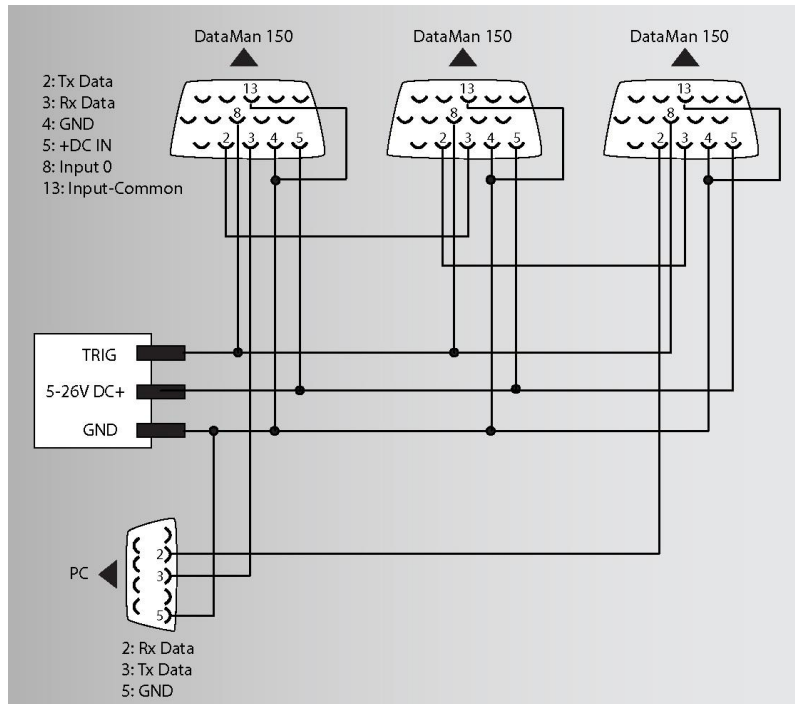 DataMan 150 DataMan 150 DataMan 150
2: Tx Data
3: Rx Data
4: GND
5: +DC IN
8: Input 0
13: Input-Common
13 13 13
8 8 8
2 3 4 5 2 3 4 5 2 3 4 5
TRIG
5-26V DC+
GND
PC
2
3
5
2: Rx Data
3: Tx Data
5: GND